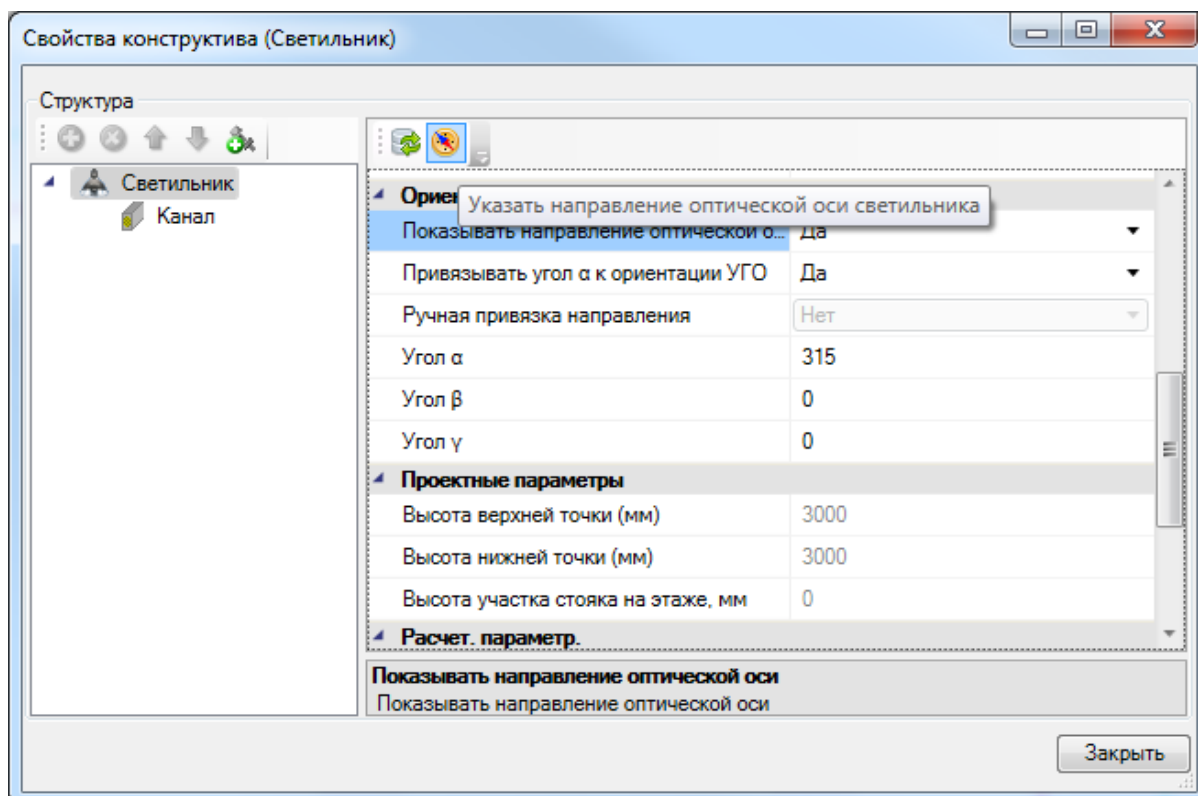 Свойства конструктива (Светильник)
Структура
Светильник
Канал
Указать направление оптической оси светильника
Показывать направление оптической о... Да
Привязывать угол α к ориентации УГО Да
Ручная привязка направления Нет
Угол α 315
Угол β 0
Угол γ 0
Проектные параметры
Высота верхней точки (мм) 3000
Высота нижней точки (мм) 3000
Высота участка стояка на этаже, мм 0
Расчет. параметр.
Показывать направление оптической оси
Показывать направление оптической оси
Закрыть